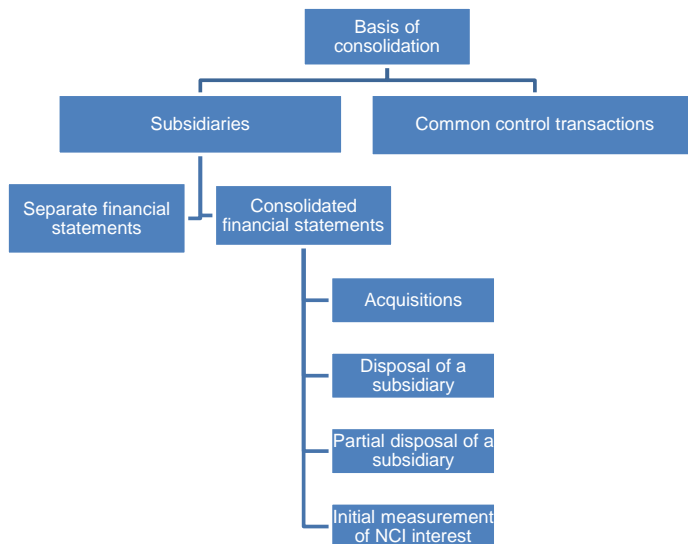 Basis of
consolidation
Subsidiaries
Common control transactions
Separate financial
statements
Consolidated
financial statements
Acquisitions
Disposal of a
subsidiary
Partial disposal of a
subsidiary
Initial measurement
of NCI interest